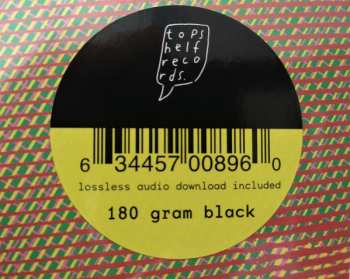 tops
helf
reco
rds.
6 34457 00896 0
lossless audio download included
180 gram black